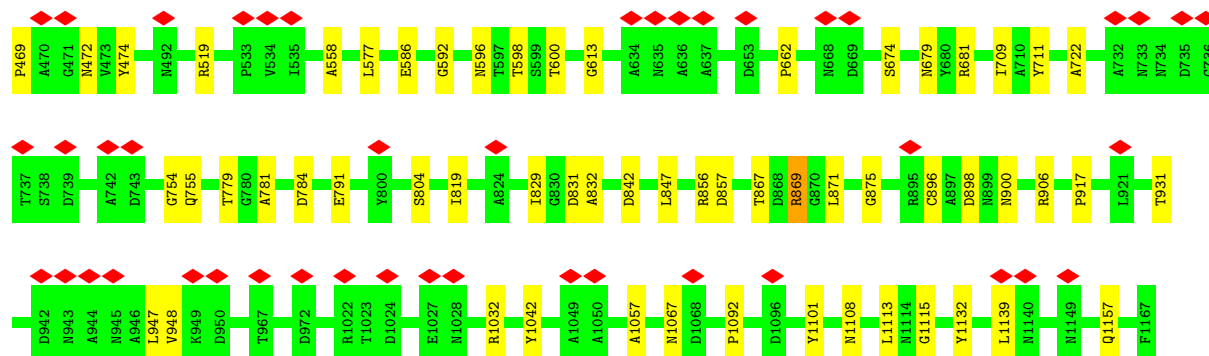 P469 A470 G471 N472 V473 Y474 N492 R519 P533 V534 I535 A558 L577 E586 G592 N596 T597 T598 S599 T600 G613 A634 N635 A636 A637 D653 P662 N668 D669 S674 N679 Y680 R681 I709 A710 Y711 A722 A732 N733 N734 D735 G736
T737 S738 D739 A742 D743 G754 Q755 T779 G780 A781 D784 E791 Y800 S804 I819 A824 I829 G830 D831 A832 D842 L847 R856 D857 T867 D868 R869 G870 L871 G875 R895 C896 A897 D898 N899 N900 R906 P917 L921 T931
D942 N943 A944 N945 A946 L947 V948 K949 D950 T967 D972 R1022 T1023 D1024 E1027 N1028 R1032 Y1042 A1049 A1050 A1057 N1067 D1068 P1092 D1096 Y1101 N1108 L1113 N1114 G1115 Y1132 L1139 N1140 N1149 Q1157 F1167